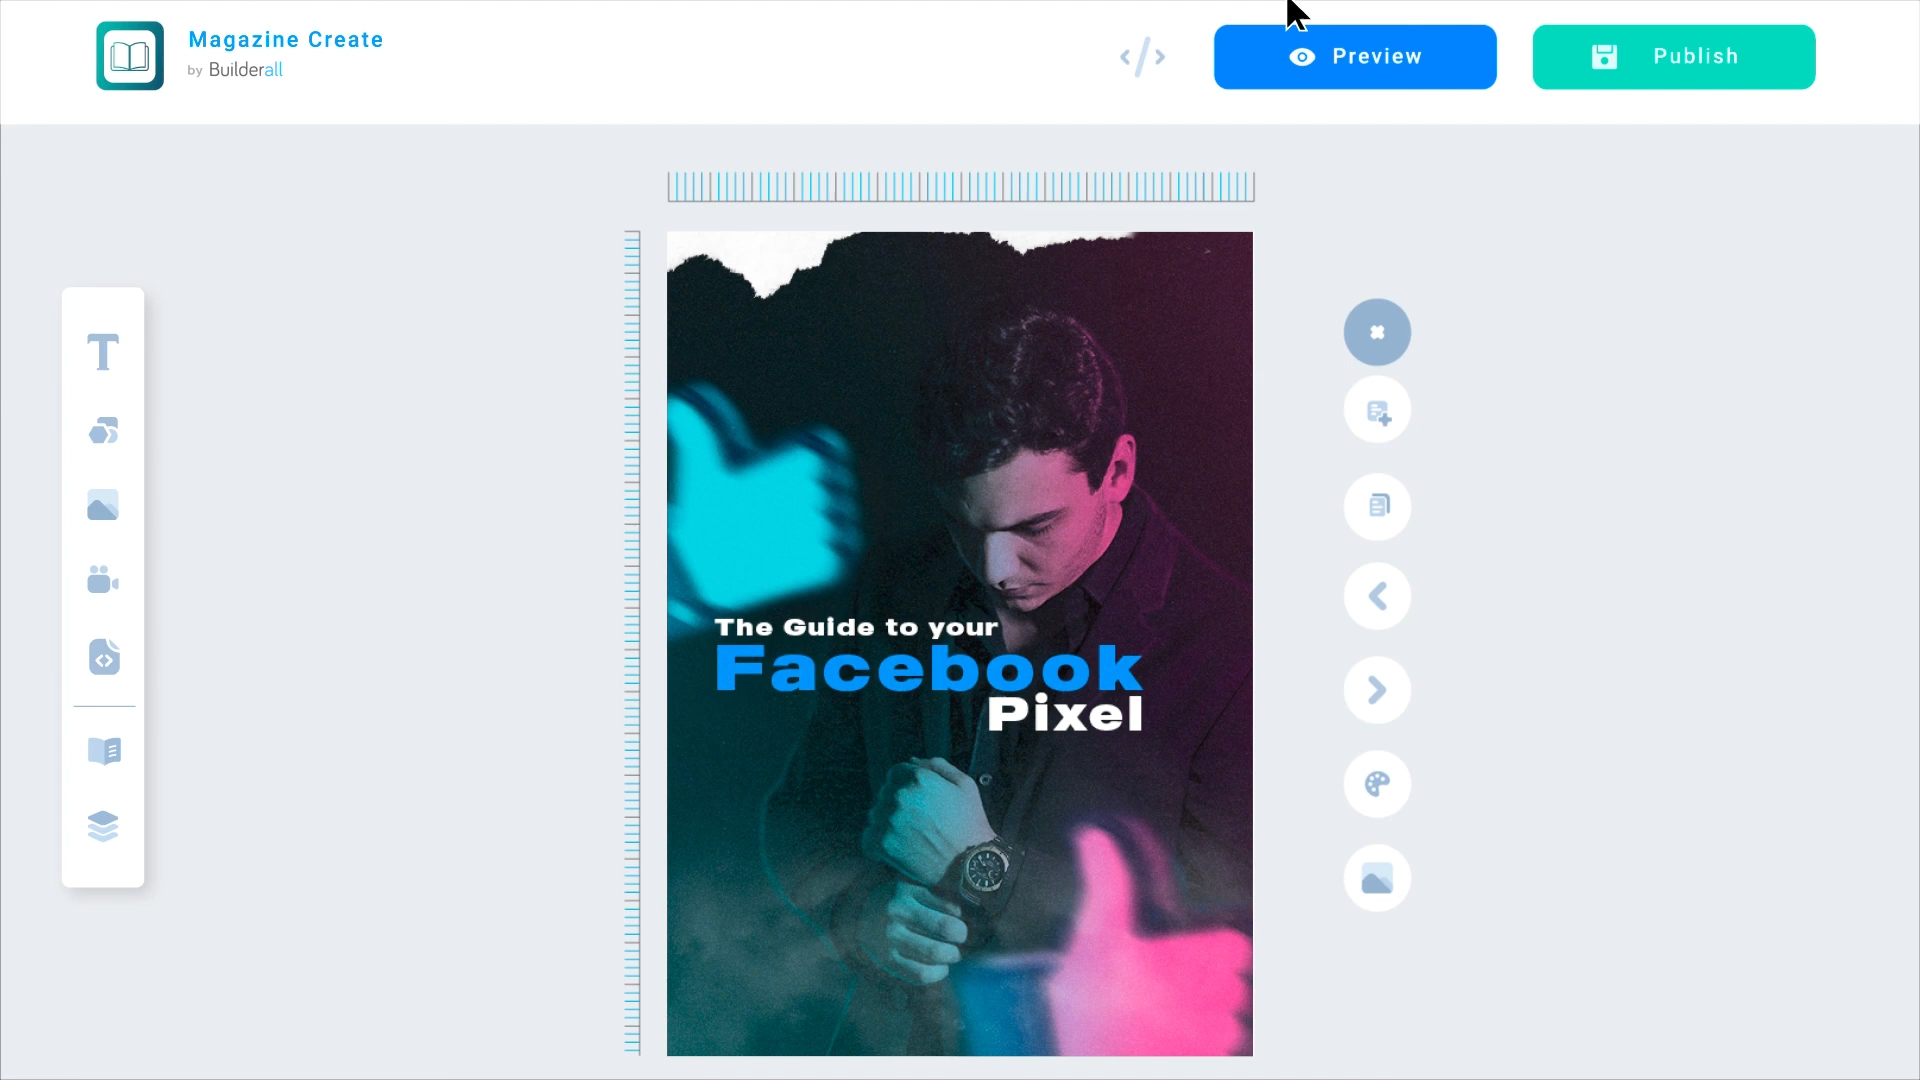 Magazine Create
by Builderall
Preview
Publish
The Guide to your
Facebook
Pixel